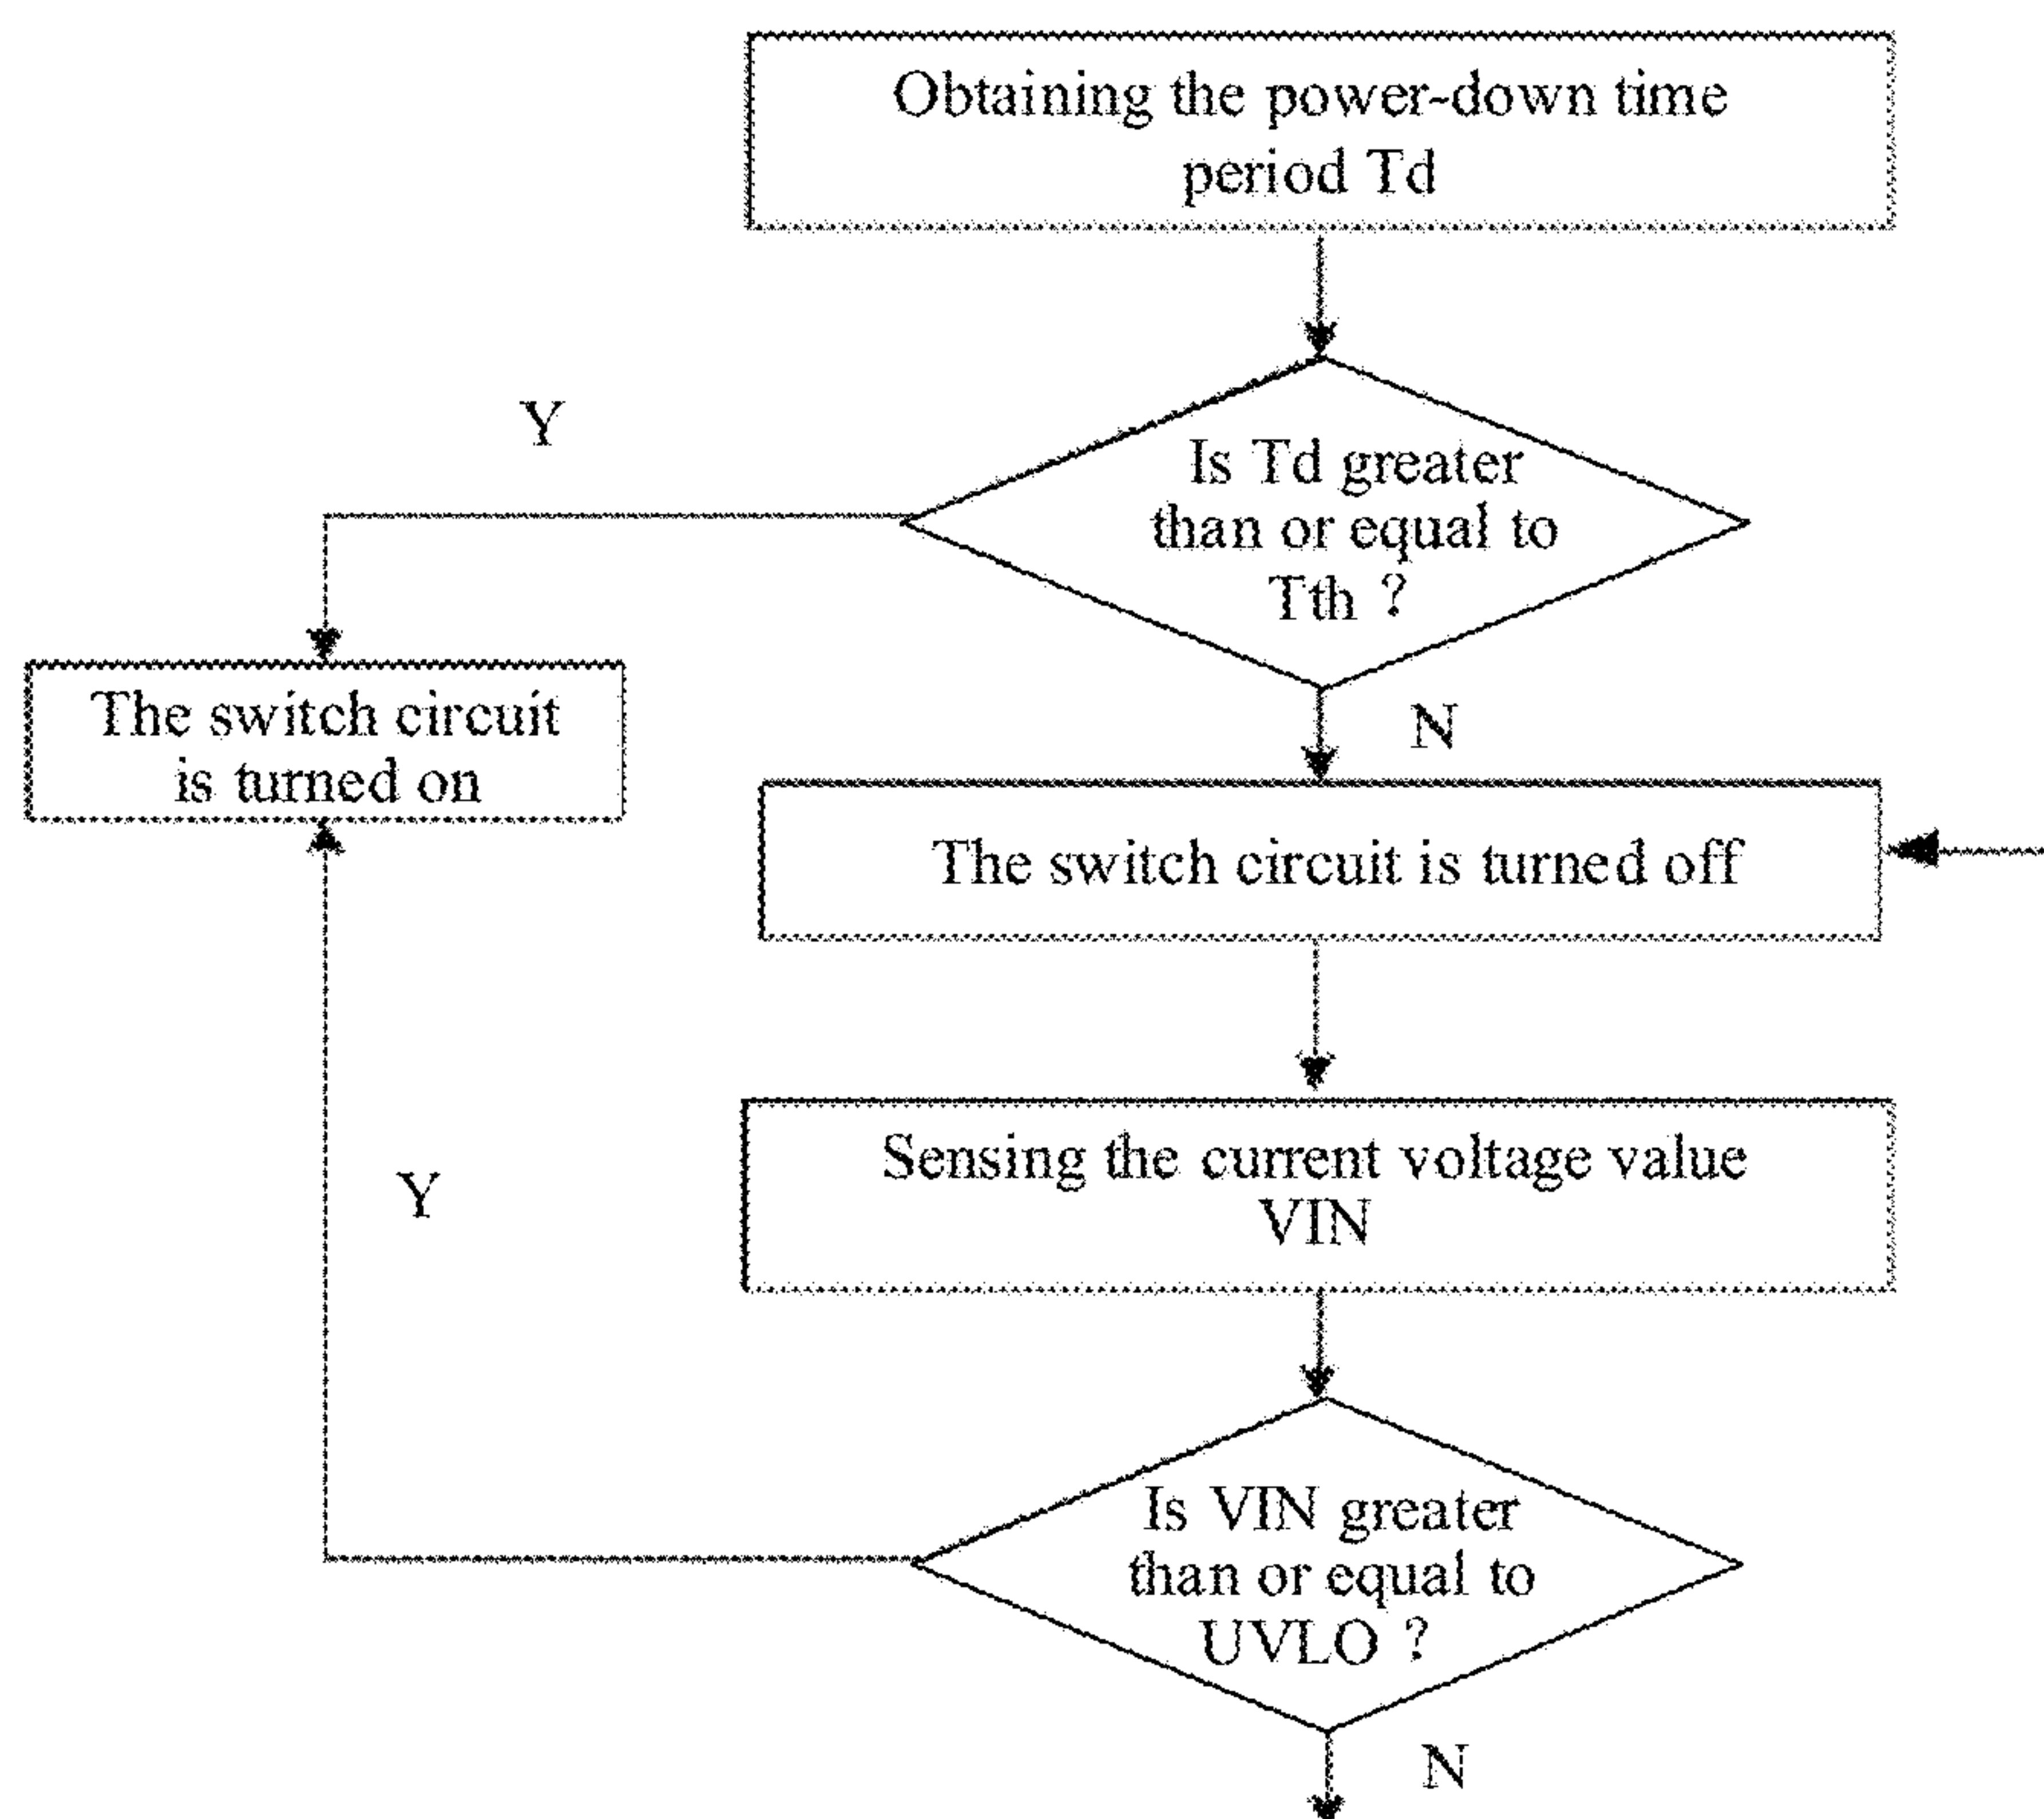 Obtaining the power-down time
period Td
Y
Is Td greater
than or equal to
Tth ?
The switch circuit
is turned on
N
The switch circuit is turned off
Sensing the current voltage value
VIN
Y
Is VIN greater
than or equal to
UVLO ?
N